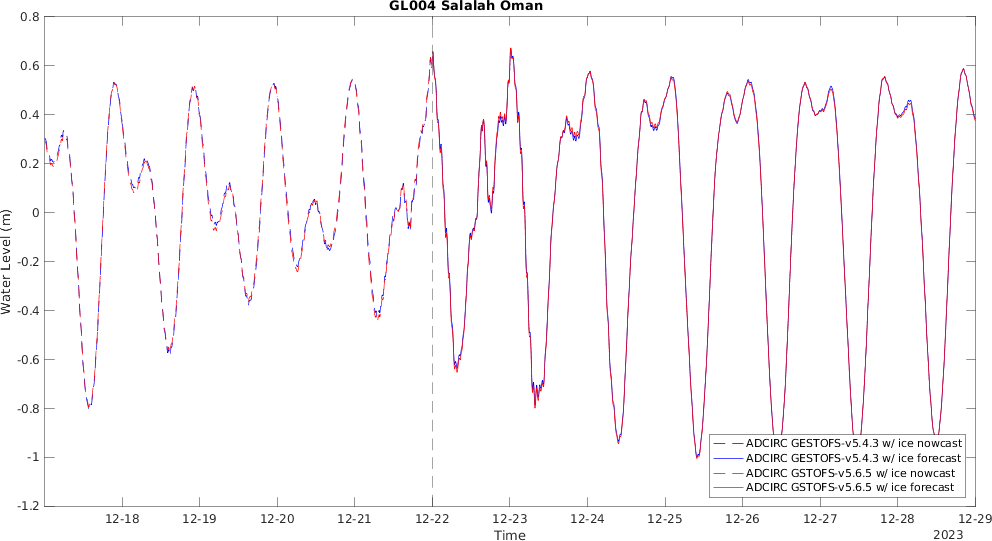 GL004 Salalah Oman
0.8
0.6
0.4
0.2
0
-0.2
-0.4
-0.6
-0.8
-1
-1.2
Water Level (m)
12-18 12-19 12-20 12-21 12-22 12-23 12-24 12-25 12-26 12-27 12-28 12-29
Time
2023
ADCIRC GESTOFS-v5.4.3 w/ ice nowcast
ADCIRC GESTOFS-v5.4.3 w/ ice forecast
ADCIRC GSTOFS-v5.6.5 w/ ice nowcast
ADCIRC GSTOFS-v5.6.5 w/ ice forecast